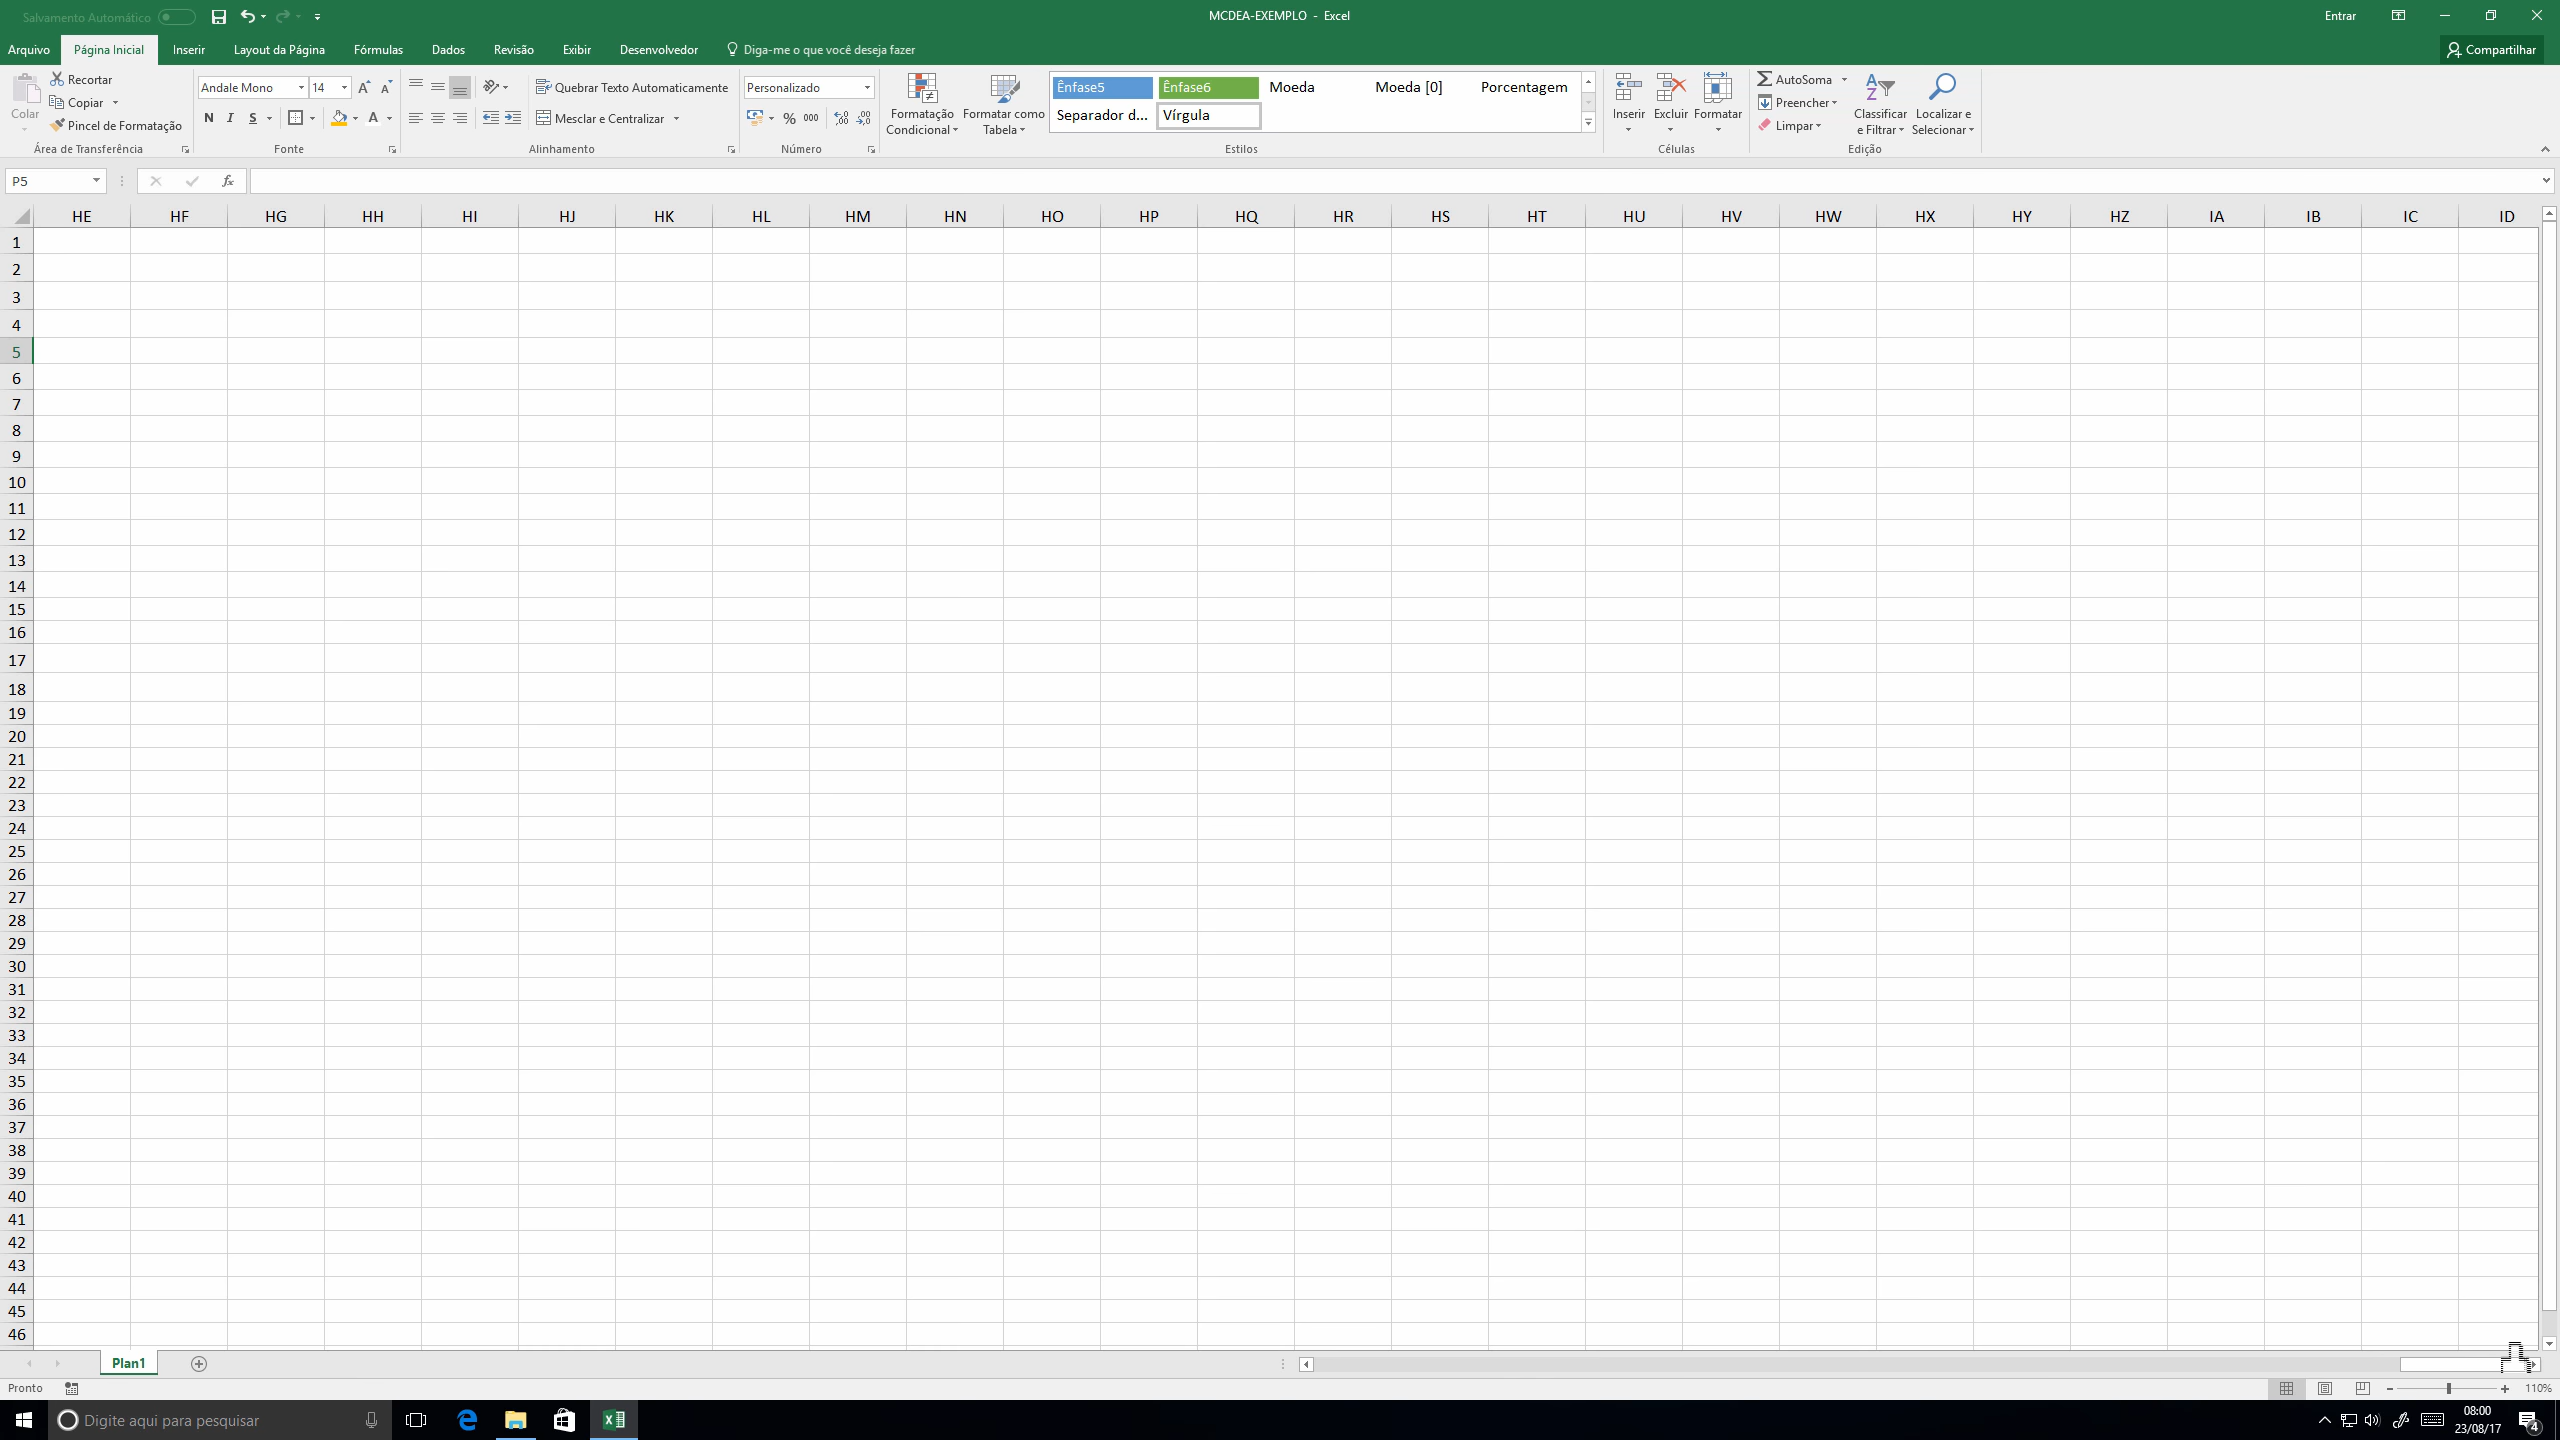 Salvamento Automático
MCDEA-EXEMPLO - Excel
Entrar
Arquivo Página Inicial Inserir Layout da Página Fórmulas Dados Revisão Exibir Desenvolvedor Diga-me o que você deseja fazer Compartilhar
Colar
Recortar
Copiar
Pincel de Formatação
Área de Transferência
Andale Mono 14
N I S
Fonte
Quebrar Texto Automaticamente
Mesclar e Centralizar
Alinhamento
Personalizado
% 000
Número
Formatação Condicional
Formatar como Tabela
Ênfase5 Ênfase6 Moeda Moeda [0] Porcentagem
Separador d... Vírgula
Estilos
Inserir Excluir Formatar
Células
AutoSoma
Preencher
Limpar
Classificar e Filtrar
Localizar e Selecionar
Edição
P5 fx
HE HF HG HH HI HJ HK HL HM HN HO HP HQ HR HS HT HU HV HW HX HY HZ IA IB IC ID
1
2
3
4
5
6
7
8
9
10
11
12
13
14
15
16
17
18
19
20
21
22
23
24
25
26
27
28
29
30
31
32
33
34
35
36
37
38
39
40
41
42
43
44
45
46
Plan1
Pronto
110%
Digite aqui para pesquisar
08:00
23/08/17
4